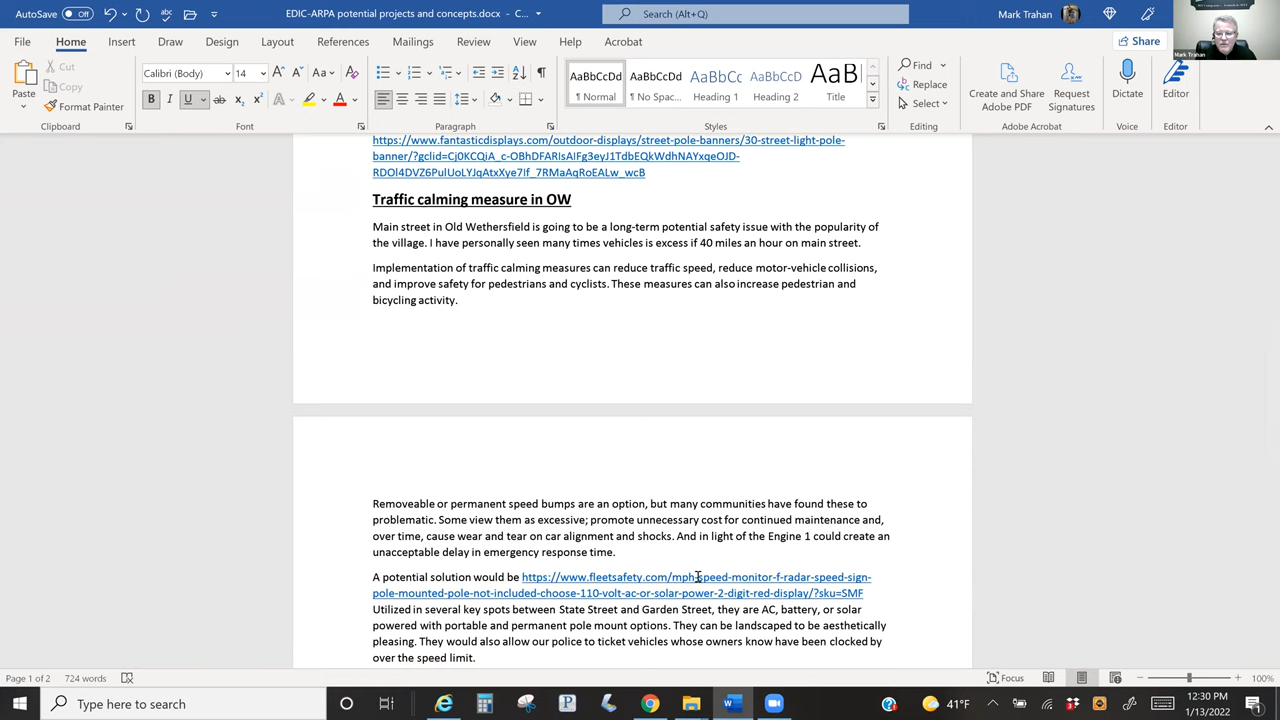 AutoSave Off EDIC-ARPA potential projects and concepts.docx - Saved Search (Alt+Q) Mark Trahan
File Home Insert Draw Design Layout References Mailings Review View Help Acrobat Share
Mark Trahan
Paste Cut Copy Format Painter
Calibri (Body) 14
AaBbCcDd ¶ Normal AaBbCcDd ¶ No Spac... AaBbCc Heading 1 AaBbCcD Heading 2 AaB Title
Find Replace Select
Create and Share Adobe PDF Request Signatures Dictate Editor
Clipboard Font Paragraph Styles Editing Adobe Acrobat Voice Editor
https://www.fantasticdisplays.com/outdoor-displays/street-pole-banners/30-street-light-pole-
banner/?gclid=Cj0KCQiA_c-OBhDFARIsAIFg3eyJ1TdbEQkWdhNAYxqeOJD-
RDOl4DVZ6PulUoLYJqAtxXye7If_7RMaAqRoEALw_wcB
Traffic calming measure in OW
Main street in Old Wethersfield is going to be a long-term potential safety issue with the popularity of
the village. I have personally seen many times vehicles is excess if 40 miles an hour on main street.
Implementation of traffic calming measures can reduce traffic speed, reduce motor-vehicle collisions,
and improve safety for pedestrians and cyclists. These measures can also increase pedestrian and
bicycling activity.
Removeable or permanent speed bumps are an option, but many communities have found these to
problematic. Some view them as excessive; promote unnecessary cost for continued maintenance and,
over time, cause wear and tear on car alignment and shocks. And in light of the Engine 1 could create an
unacceptable delay in emergency response time.
A potential solution would be https://www.fleetsafety.com/mph-speed-monitor-f-radar-speed-sign-
pole-mounted-pole-not-included-choose-110-volt-ac-or-solar-power-2-digit-red-display/?sku=SMF
Utilized in several key spots between State Street and Garden Street, they are AC, battery, or solar
powered with portable and permanent pole mount options. They can be landscaped to be aesthetically
pleasing. They would also allow our police to ticket vehicles whose owners know have been clocked by
over the speed limit.
Page 1 of 2 724 words Focus 100%
Type here to search 41°F 12:30 PM
1/13/2022